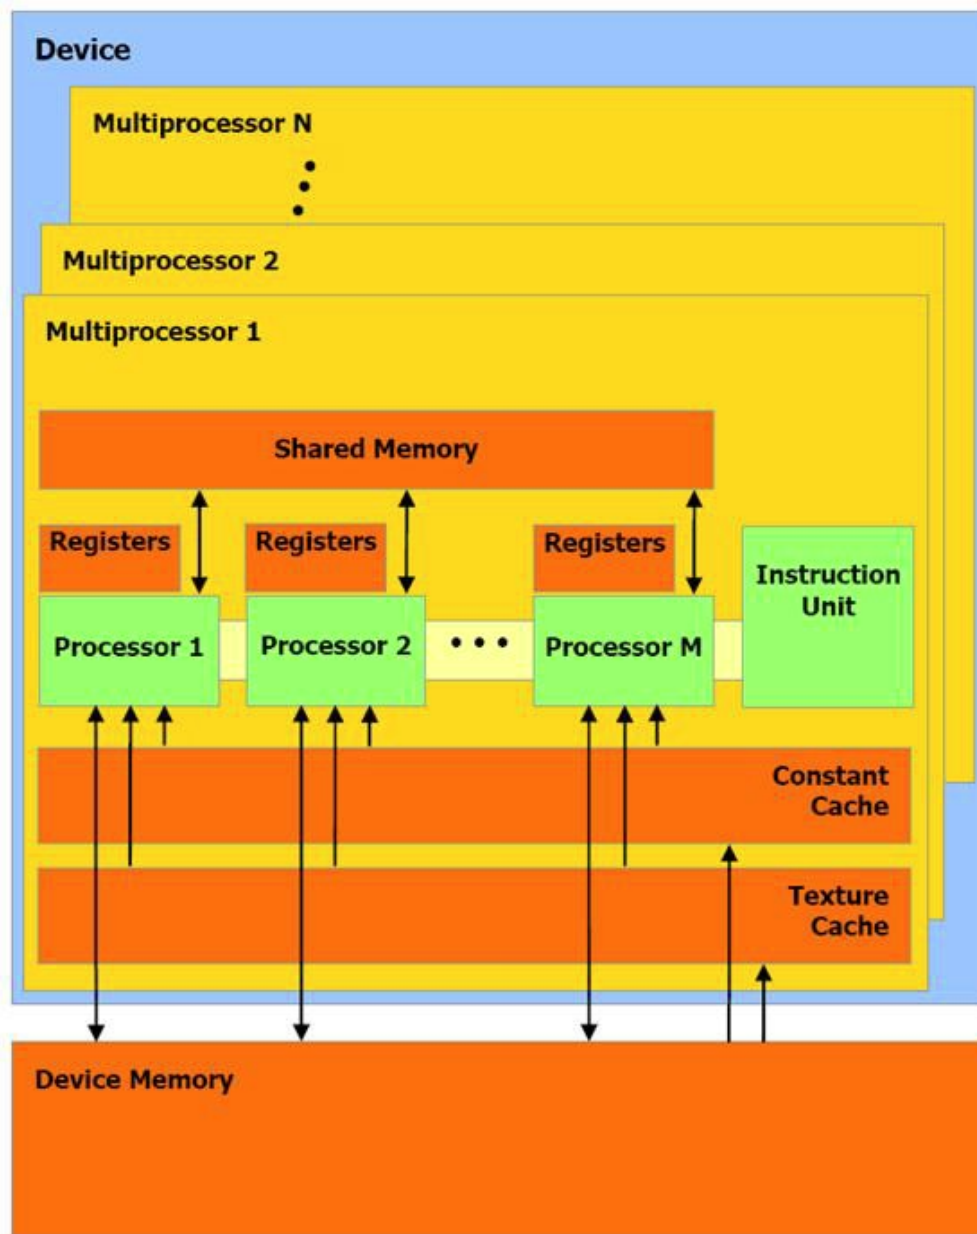 Device
Multiprocessor N
Multiprocessor 2
Multiprocessor 1
Shared Memory
Registers
Registers
Registers
Instruction
Unit
Processor 1
Processor 2
Processor M
Constant
Cache
Texture
Cache
Device Memory